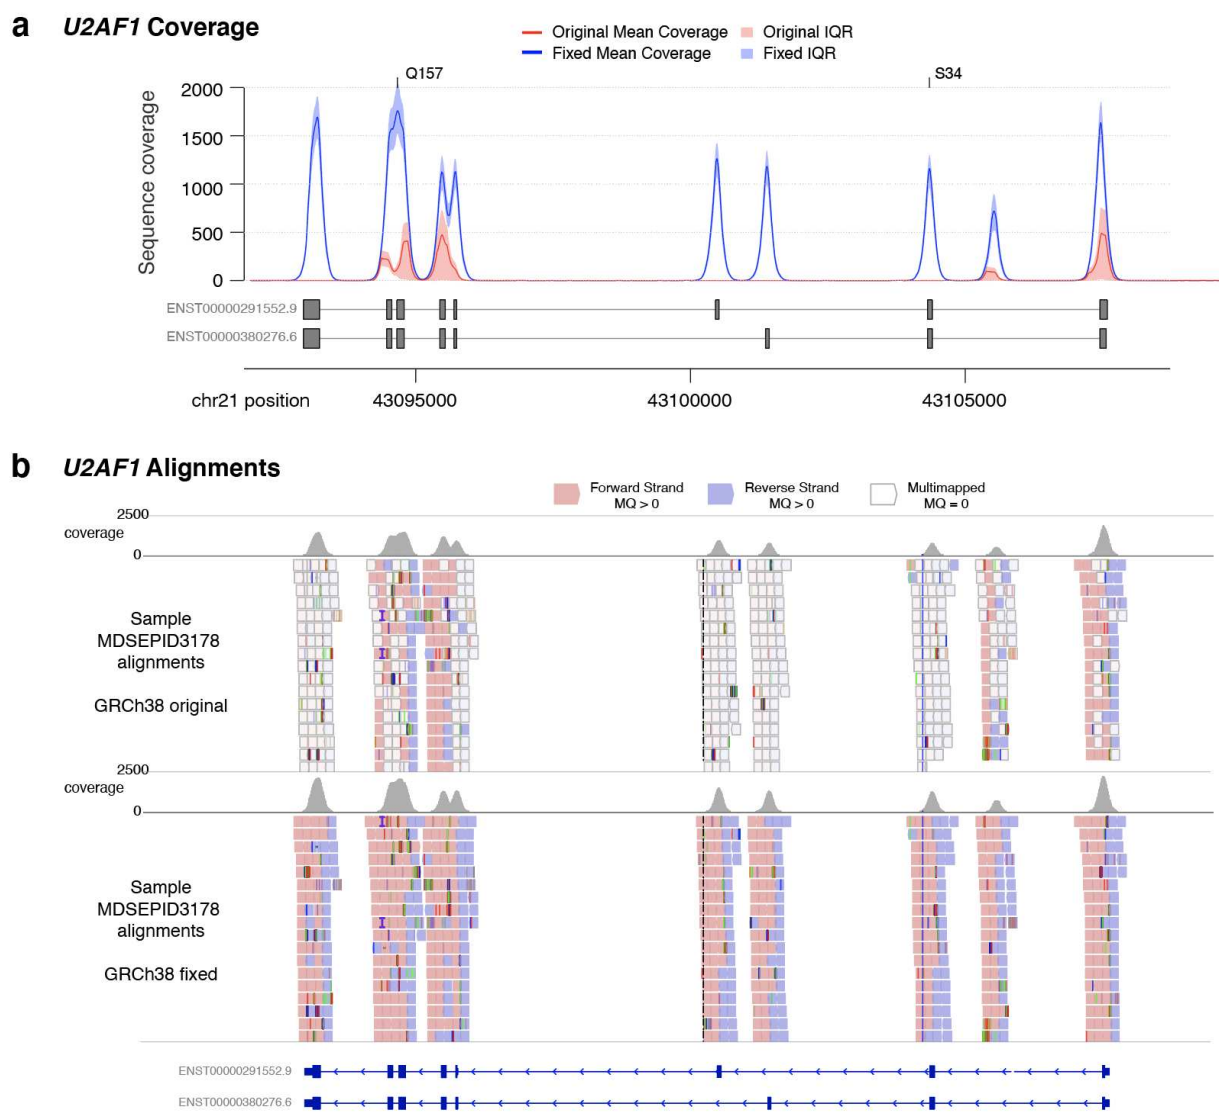 a U2AF1 Coverage
Original Mean Coverage Original IQR
Fixed Mean Coverage Fixed IQR
Q157 S34
Sequence coverage
2000
1500
1000
500
0
ENST00000291552.9
ENST00000380276.6
chr21 position 43095000 43100000 43105000
b U2AF1 Alignments
Forward Strand Reverse Strand Multimapped
MQ > 0 MQ > 0 MQ = 0
2500
coverage
0
Sample
MDSEPID3178
alignments
GRCh38 original
2500
coverage
0
Sample
MDSEPID3178
alignments
GRCh38 fixed
ENST00000291552.9
ENST00000380276.6